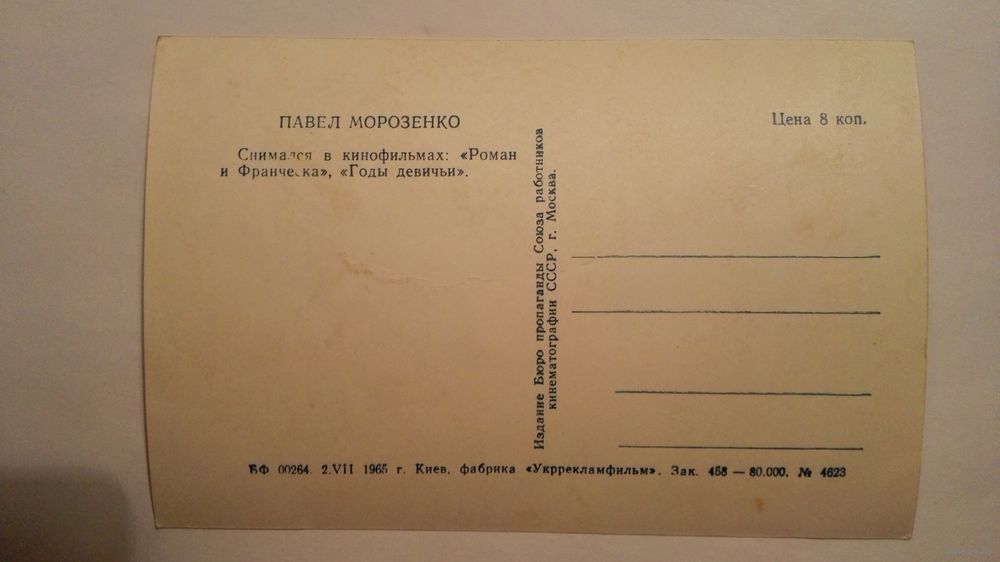 ПАВЕЛ МОРОЗЕНКО
Снимался в кинофильмах: «Роман
и Франческа», «Годы девичьи».
Цена 8 коп.
Издание Бюро пропаганды Союза работников
кинематографии СССР, г. Москва.
БФ 00264. 2.VII 1965 г. Киев, фабрика «Укррекламфильм». Зак. 458 — 80.000. № 4623